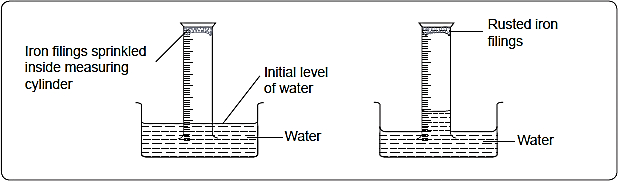 Iron filings sprinkled
inside measuring
cylinder
Initial level
of water
Water
Rusted iron
filings
Water